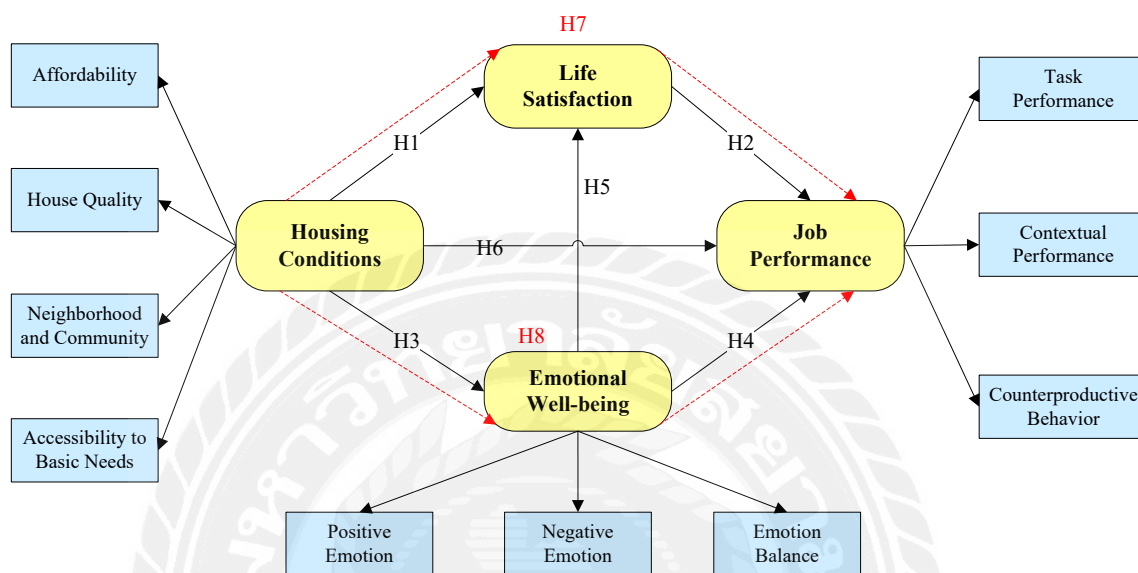 H7
Affordability
Life
Satisfaction
Task
Performance
H1
H2
House Quality
H5
Housing
Conditions
H6
Job
Performance
Contextual
Performance
Neighborhood
and Community
H3
H8
H4
Emotional
Well-being
Counterproductive
Behavior
Accessibility to
Basic Needs
Positive
Emotion
Negative
Emotion
Emotion
Balance